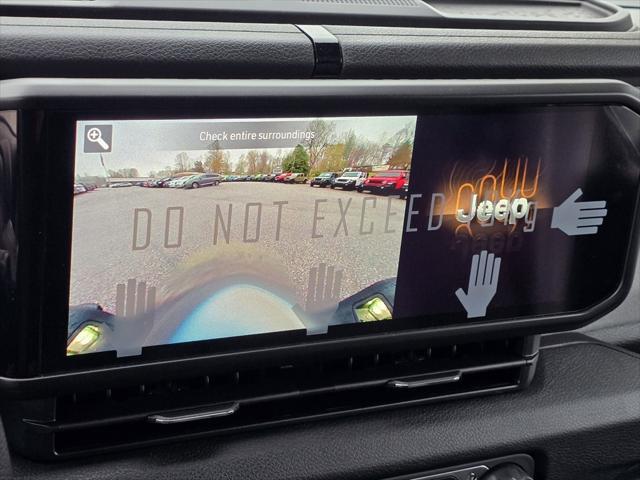 Check entire surroundings
DO NOT EXCEED
Jeep